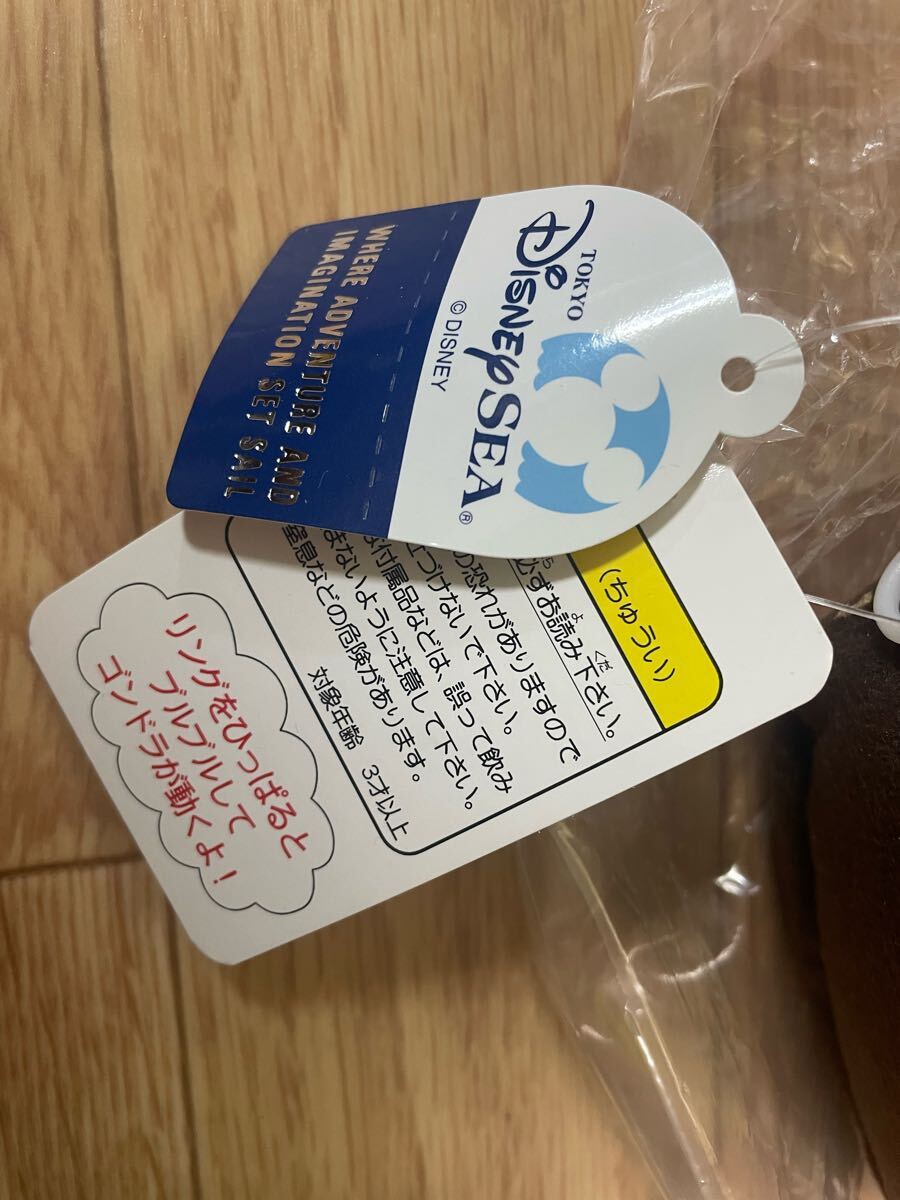 TOKYO
DISNEY SEA®
© DISNEY
WHERE ADVENTURE AND
IMAGINATION SET SAIL
(ちゅうい)
必ずお読み下さい。
の恐れがありますので
づけないで下さい。
な付属品などは、誤って飲み
まないように注意して下さい。
窒息などの危険があります。
対象年齢 3才以上
リングをひっぱると
ブルブルして
ゴンドラが動くよ!